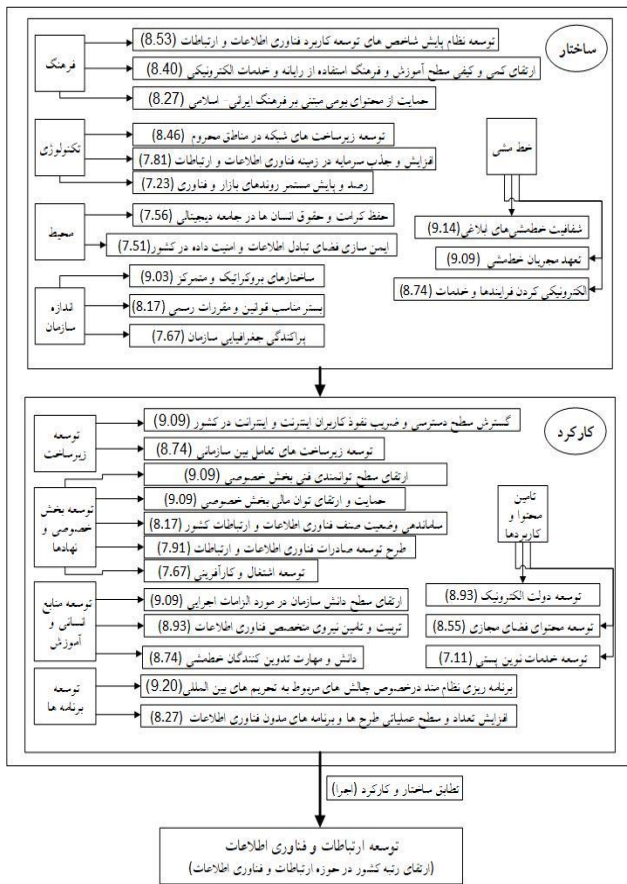 ساختار
فرهنگ
توسعه نظام پایش شاخص های توسعه کاربرد فناوری اطلاعات و ارتباطات (8.53)
ارتقای کمی و کیفی سطح آموزش و فرهنگ استفاده از رایانه و خدمات الکترونیکی (8.40)
حمایت از محتوای بومی مبتنی بر فرهنگ ایرانی- اسلامی (8.27)
تکنولوژی
توسعه زیرساخت های شبکه در مناطق محروم (8.46)
افزایش و جذب سرمایه در زمینه فناوری اطلاعات و ارتباطات (7.81)
رصد و پایش مستمر روندهای بازار و فناوری (7.23)
محیط
حفظ کرامت و حقوق انسان ها در جامعه دیجیتالی (7.56)
ایمن سازی فضای تبادل اطلاعات و امنیت داده در کشور(7.51)
اندازه
سازمان
ساختارهای بروکراتیک و متمرکز (9.03)
بستر مناسب قوانین و مقررات رسمی (8.17)
پراکندگی جغرافیایی سازمان (7.67)
خط مشی
شفافیت خطمشی‌های بلاغی (9.14)
تعهد مجریان خطمشی (9.09)
الکترونیکی کردن فرایندها و خدمات (8.74)
کارکرد
توسعه
زیرساخت
گسترش سطح دسترسی و ضریب نفوذ کاربران اینترنت و اینترانت در کشور (9.09)
توسعه زیرساخت های تعامل بین سازمانی (8.74)
توسعه بخش
خصوصی و
نهادها
ارتقای سطح توانمندی فنی بخش خصوصی (9.09)
حمایت و ارتقای توان مالی بخش خصوصی (9.09)
ساماندهی وضعیت صنف فناوری اطلاعات و ارتباطات کشور (8.17)
طرح توسعه صادرات فناوری اطلاعات و ارتباطات (7.91)
توسعه اشتغال و کارآفرینی (7.67)
توسعه منابع
انسانی و
آموزش
ارتقای سطح دانش سازمان در مورد الزامات اجرایی (9.09)
تربیت و تامین نیروی متخصص فناوری اطلاعات (8.93)
دانش و مهارت تدوین کنندگان خطمشی (8.74)
توسعه
برنامه ها
برنامه ریزی نظام مند درخصوص چالش های مربوط به تحریم های بین المللی(9.20)
افزایش تعداد و سطح عملیاتی طرح ها و برنامه های مدون فناوری اطلاعات (8.27)
تامین
محتوا و
کاربردها
توسعه دولت الکترونیک (8.93)
توسعه محتوای فضای مجازی (8.55)
توسعه خدمات نوین پستی (7.11)
تطابق ساختار و کارکرد (اجرا)
توسعه ارتباطات و فناوری اطلاعات
(ارتقای رتبه کشور در حوزه ارتباطات و فناوری اطلاعات)